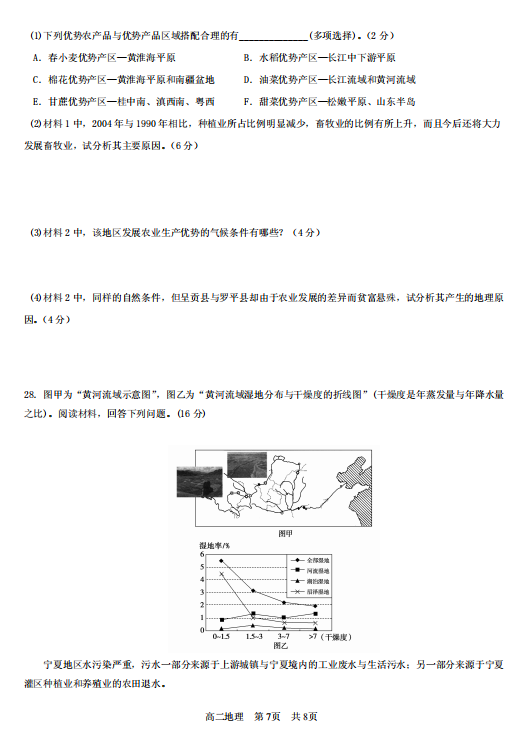 (1)下列优势农产品与优势产品区域搭配合理的有______________(多项选择)。(2 分)
A．春小麦优势产区—黄淮海平原 B．水稻优势产区—长江中下游平原
C．棉花优势产区—黄淮海平原和南疆盆地 D．油菜优势产区—长江流域和黄河流域
E．甘蔗优势产区—桂中南、滇西南、粤西 F．甜菜优势产区—松嫩平原、山东半岛
(2)材料 1 中，2004 年与 1990 年相比，种植业所占比例明显减少，畜牧业的比例有所上升，而且今后还将大力
发展畜牧业，试分析其主要原因。（6 分）
(3)材料 2 中，该地区发展农业生产优势的气候条件有哪些？（4 分）
(4)材料 2 中，同样的自然条件，但呈贡县与罗平县却由于农业发展的差异而贫富悬殊，试分析其产生的地理原
因。（4 分）
28. 图甲为“黄河流域示意图”，图乙为“黄河流域湿地分布与干燥度的折线图”(干燥度是年蒸发量与年降水量
之比)。阅读材料，回答下列问题。(16 分)
图甲
湿地率/%
6
5
4
3
2
1
0
全部湿地
河流湿地
湖泊湿地
沼泽湿地
0~1.5 1.5~3 3~7 >7 (干燥度)
图乙
宁夏地区水污染严重，污水一部分来源于上游城镇与宁夏境内的工业废水与生活污水；另一部分来源于宁夏
灌区种植业和养殖业的农田退水。
高二地理 第 7页 共 8页